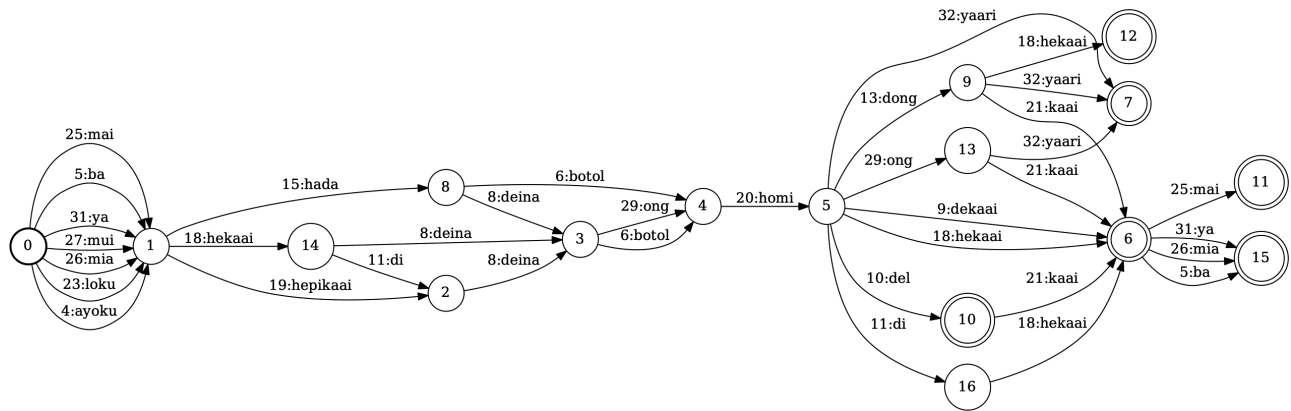 0
25:mai
5:ba
31:ya
27:mui
26:mia
23:loku
4:ayoku
1
15:hada
18:hekaai
19:hepikaai
14
8:deina
11:di
8
6:botol
8:deina
2
8:deina
3
29:ong
6:botol
4
20:homi
5
32:yaari
13:dong
29:ong
9:dekaai
18:hekaai
10:del
11:di
9
18:hekaai
32:yaari
21:kaai
13
32:yaari
21:kaai
10
21:kaai
16
18:hekaai
12
7
6
25:mai
31:ya
26:mia
5:ba
11
15